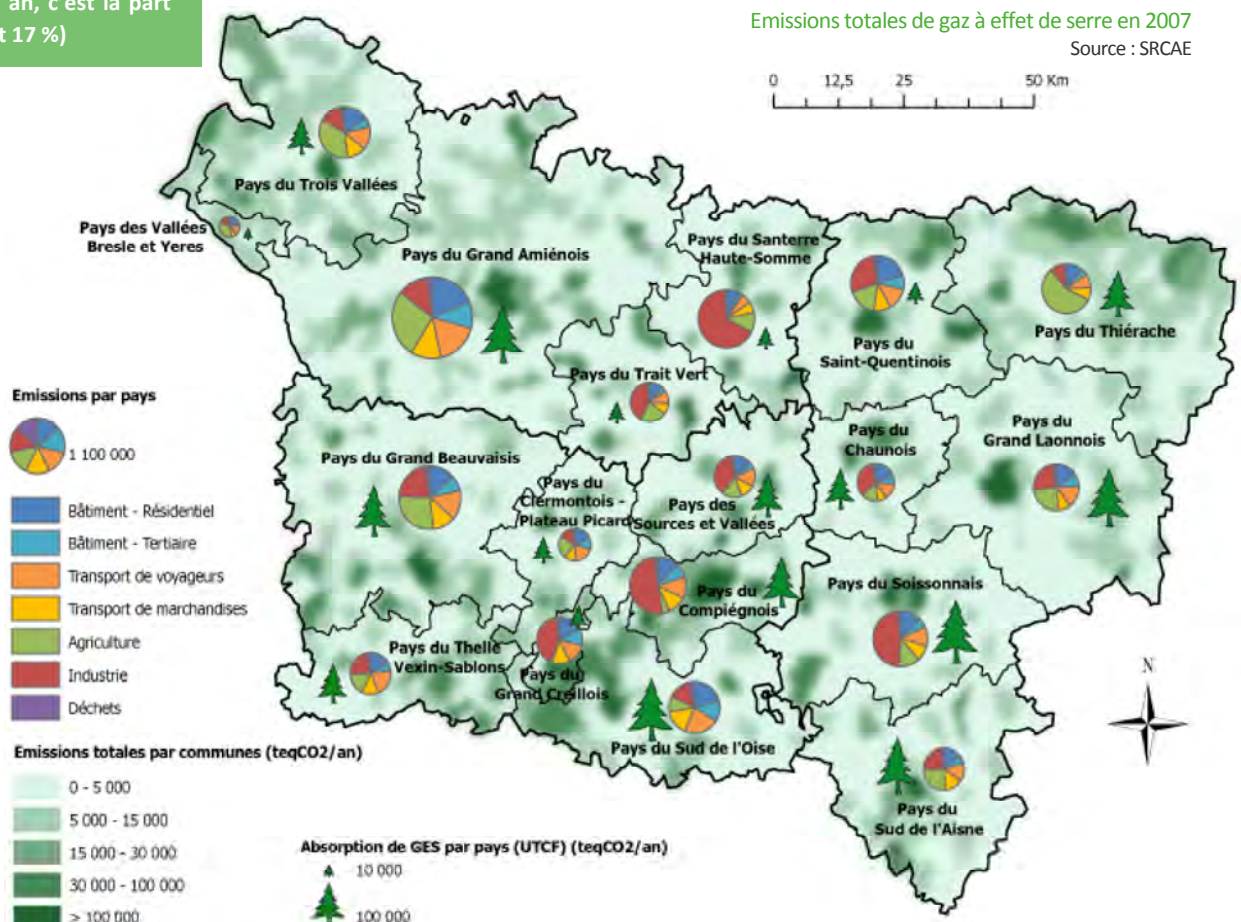 an, c'est la part
t 17 %)
Emissions totales de gaz à effet de serre en 2007
Source : SRCAE
0 12,5 25 50 Km
Pays du Trois Vallées
Pays des Vallées
Bresle et Yeres
Pays du Grand Amiénois
Pays du Santerre
Haute-Somme
Pays du
Saint-Quentinois
Pays du Thiérache
Pays du Trait Vert
Pays du
Chaunois
Pays du
Grand Laonnois
Pays du Grand Beauvaisis
Pays du
Clermontois -
Plateau Picard
Pays des
Sources et Vallées
Pays du
Compiégnois
Pays du Soissonnais
Pays du Thelle
Vexin-Sablons
Pays du
Grand Creillois
Pays du Sud de l'Oise
Pays du
Sud de l'Aisne
N
Emissions par pays
1 100 000
Bâtiment - Résidentiel
Bâtiment - Tertiaire
Transport de voyageurs
Transport de marchandises
Agriculture
Industrie
Déchets
Emissions totales par communes (teqCO2/an)
0 - 5 000
5 000 - 15 000
15 000 - 30 000
30 000 - 100 000
> 100 000
Absorption de GES par pays (UTCF) (teqCO2/an)
10 000
100 000